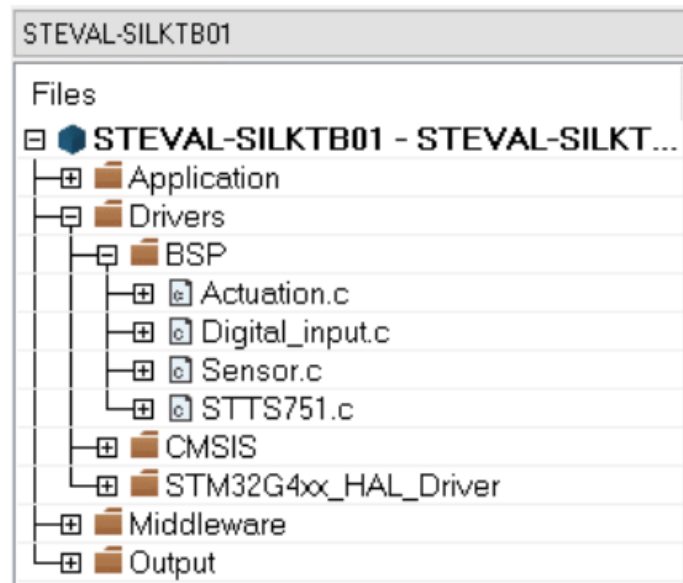 STEVAL-SILKTB01
Files
STEVAL-SILKTB01 - STEVAL-SILKT...
Application
Drivers
BSP
Actuation.c
Digital_input.c
Sensor.c
STTS751.c
CMSIS
STM32G4xx_HAL_Driver
Middleware
Output